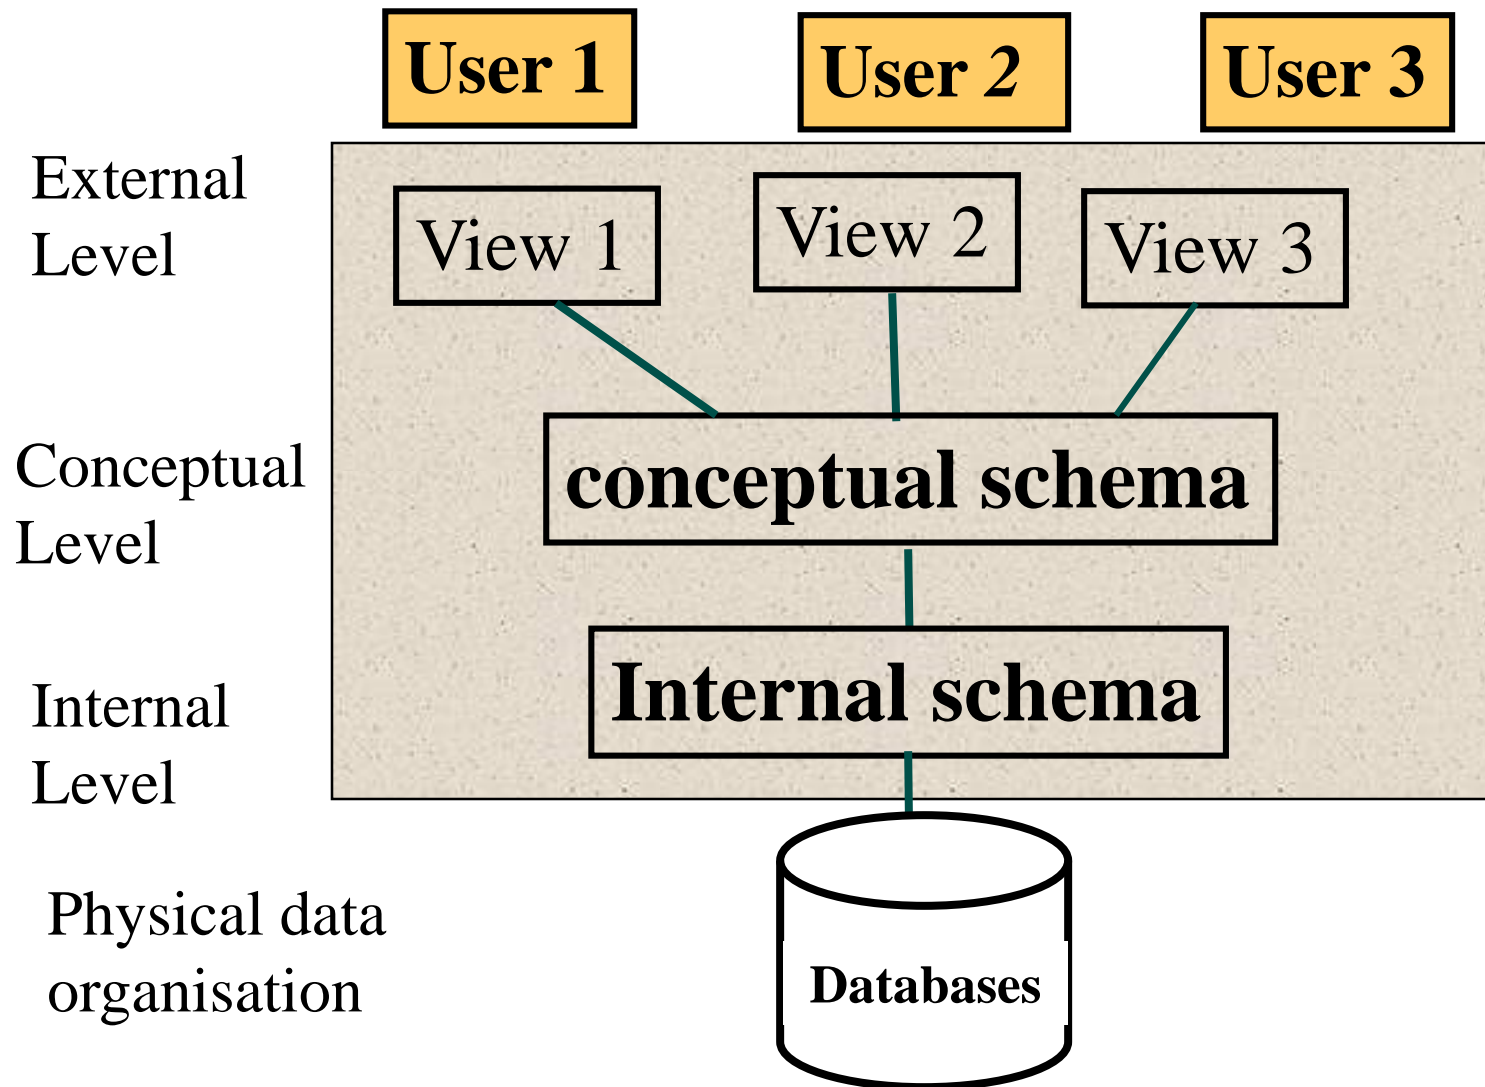 User 1
User 2
User 3
External
Level
View 1
View 2
View 3
Conceptual
Level
conceptual schema
Internal
Level
Internal schema
Physical data
organisation
Databases